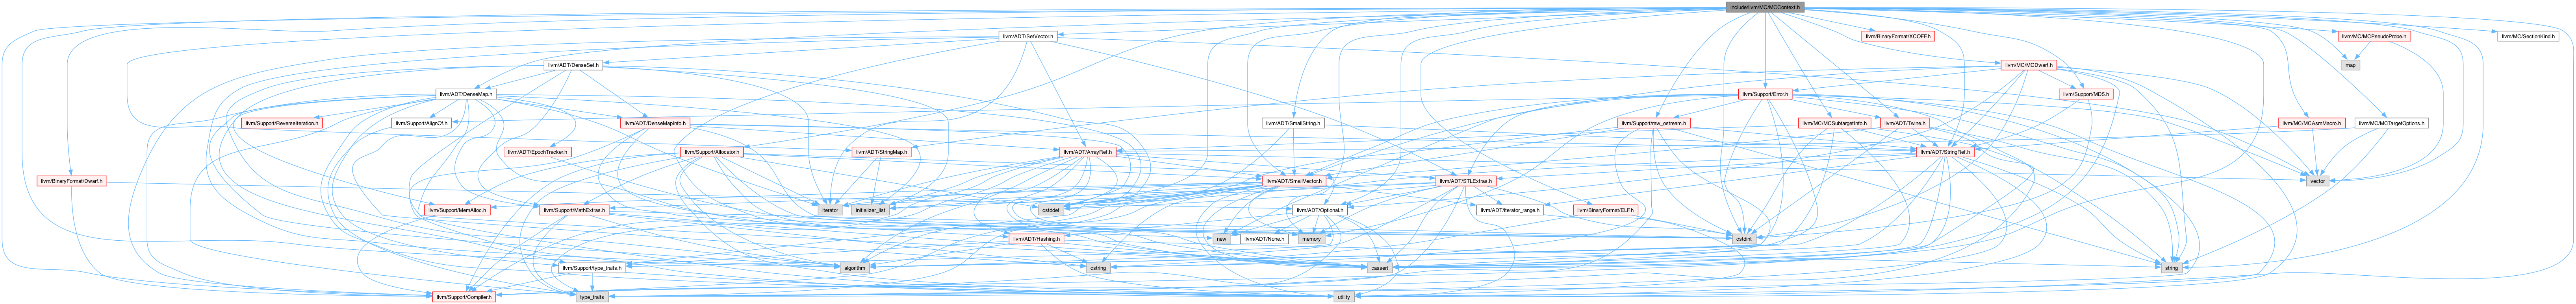 include/llvm/MC/MCContext.h
llvm/ADT/SetVector.h
llvm/BinaryFormat/XCOFF.h
llvm/MC/MCPseudoProbe.h
llvm/MC/SectionKind.h
llvm/ADT/DenseSet.h
map
llvm/MC/MCDwarf.h
llvm/ADT/DenseMap.h
llvm/Support/Error.h
llvm/Support/MD5.h
llvm/Support/ReverseIteration.h
llvm/Support/AlignOf.h
llvm/ADT/DenseMapInfo.h
llvm/ADT/SmallString.h
llvm/Support/raw_ostream.h
llvm/MC/MCSubtargetInfo.h
llvm/ADT/Twine.h
llvm/MC/MCAsmMacro.h
llvm/MC/MCTargetOptions.h
llvm/ADT/EpochTracker.h
llvm/Support/Allocator.h
llvm/ADT/StringMap.h
llvm/ADT/ArrayRef.h
llvm/ADT/StringRef.h
llvm/BinaryFormat/Dwarf.h
llvm/ADT/SmallVector.h
llvm/ADT/STLExtras.h
vector
llvm/Support/MemAlloc.h
llvm/Support/MathExtras.h
iterator
initializer_list
cstddef
llvm/ADT/Optional.h
llvm/ADT/iterator_range.h
llvm/BinaryFormat/ELF.h
llvm/ADT/Hashing.h
new
llvm/ADT/None.h
memory
cstdint
llvm/Support/type_traits.h
algorithm
cstring
cassert
string
llvm/Support/Compiler.h
type_traits
utility